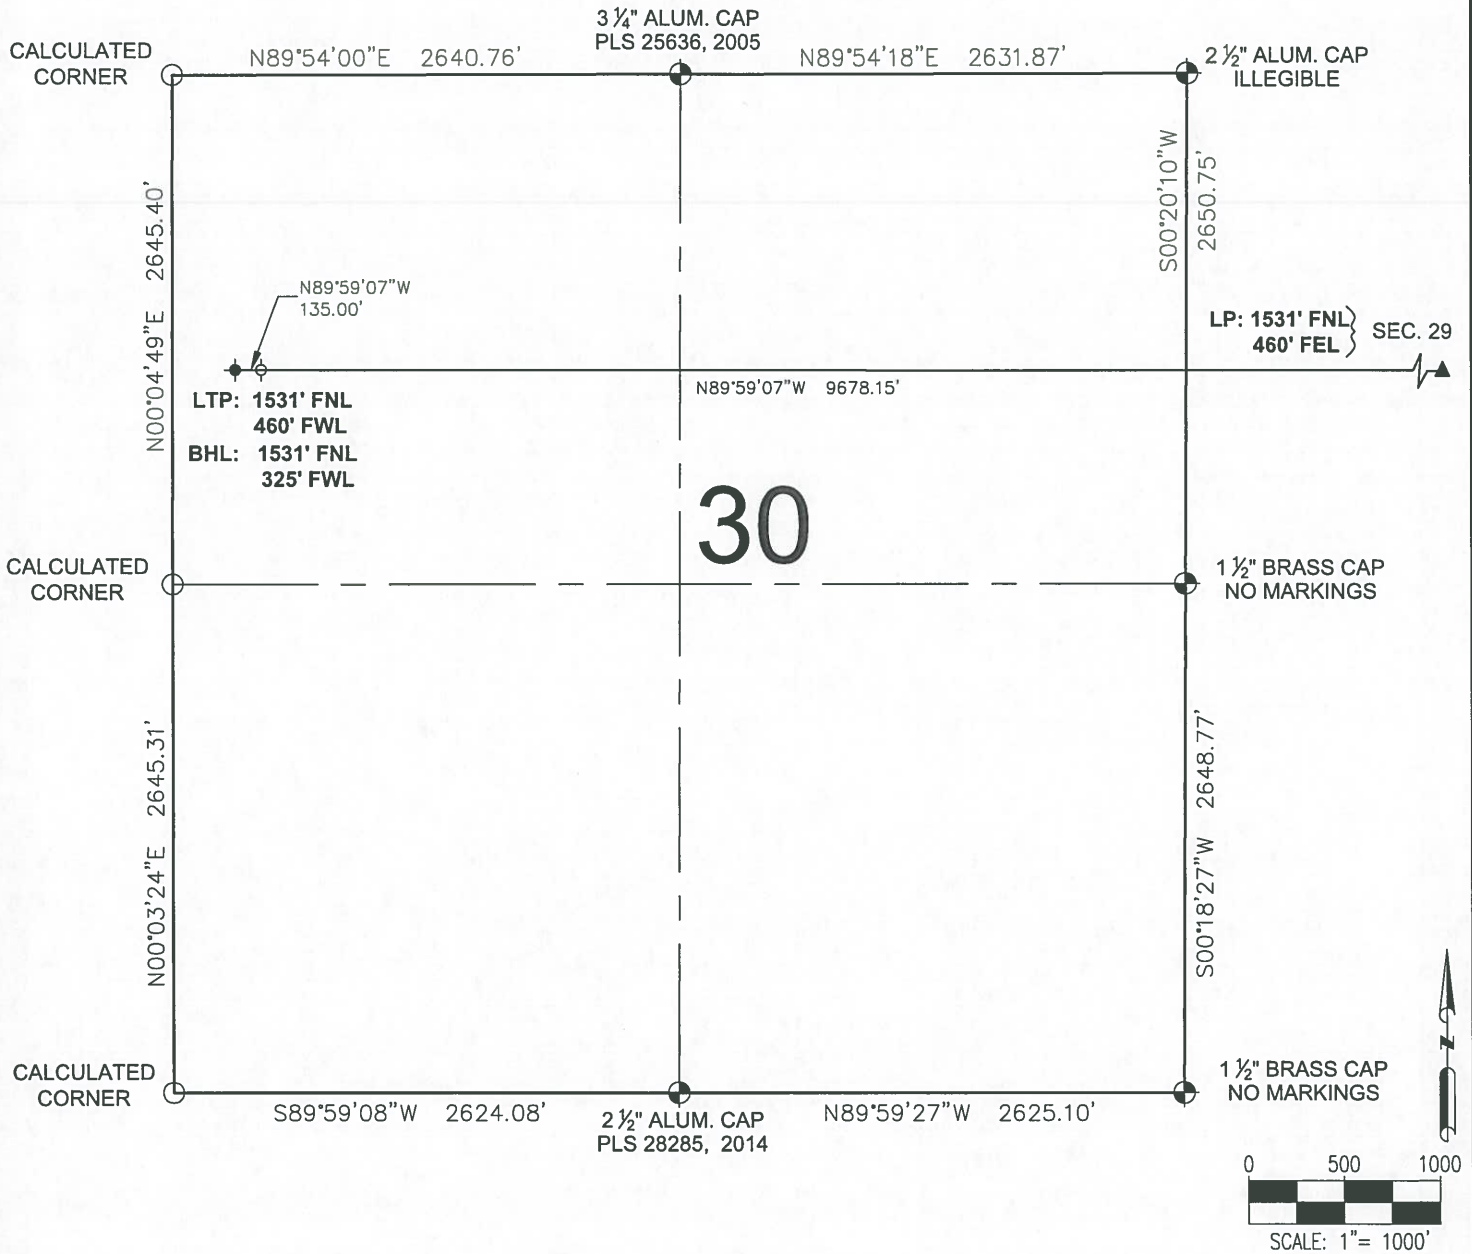 3 ¼" ALUM. CAP
PLS 25636, 2005
CALCULATED
CORNER
N89°54'00"E 2640.76'
N89°54'18"E 2631.87'
2 ½" ALUM. CAP
ILLEGIBLE
N00°04'49"E 2645.40'
S00°20'10"W
2650.75'
N89°59'07"W
135.00'
LP: 1531' FNL
460' FEL
SEC. 29
N89°59'07"W 9678.15'
LTP: 1531' FNL
460' FWL
BHL: 1531' FNL
325' FWL
30
CALCULATED
CORNER
1 ½" BRASS CAP
NO MARKINGS
N00°03'24"E 2645.31'
S00°18'27"W 2648.77'
N
CALCULATED
CORNER
1 ½" BRASS CAP
NO MARKINGS
S89°59'08"W 2624.08'
2 ½" ALUM. CAP
PLS 28285, 2014
N89°59'27"W 2625.10'
0 500 1000
SCALE: 1"= 1000'